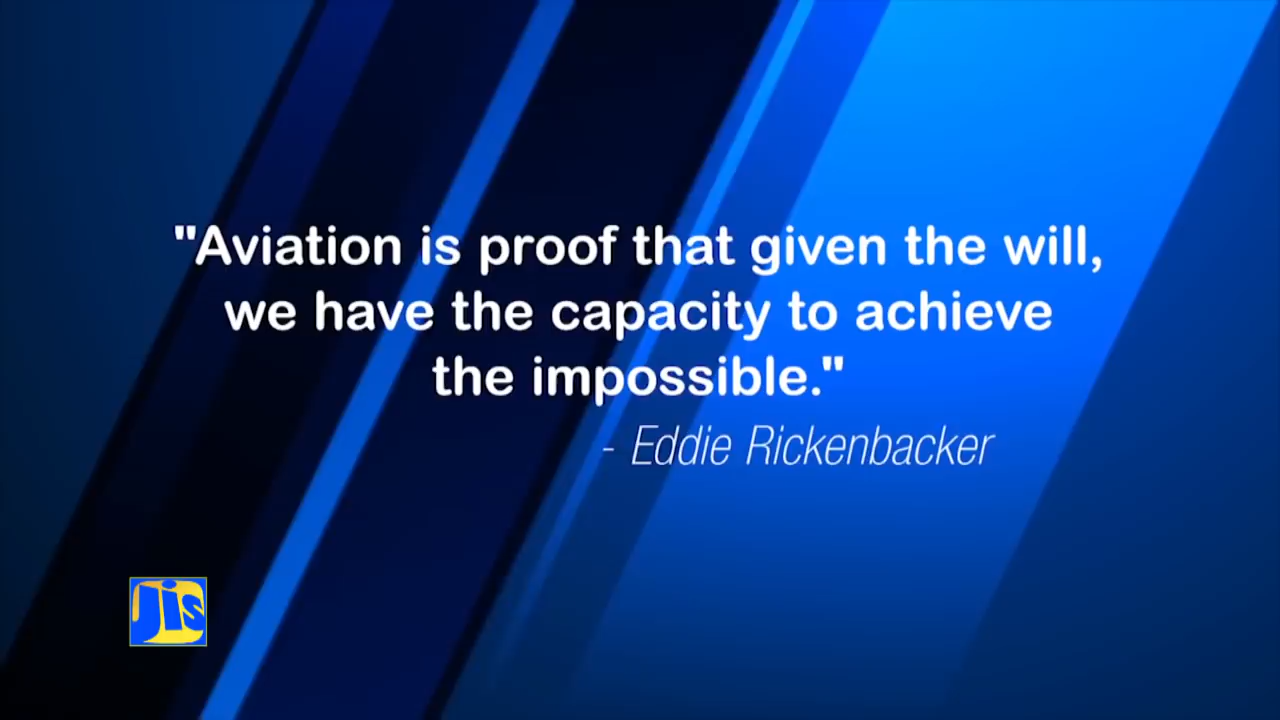 "Aviation is proof that given the will,
we have the capacity to achieve
the impossible."
- Eddie Rickenbacker
Jis